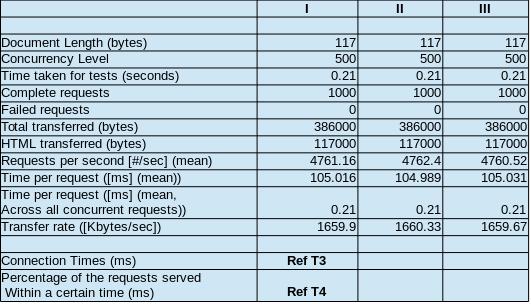 I II III
Document Length (bytes) 117 117 117
Concurrency Level 500 500 500
Time taken for tests (seconds) 0.21 0.21 0.21
Complete requests 1000 1000 1000
Failed requests 0 0 0
Total transferred (bytes) 386000 386000 386000
HTML transferred (bytes) 117000 117000 117000
Requests per second [#/sec] (mean) 4761.16 4762.4 4760.52
Time per request ([ms] (mean)) 105.016 104.989 105.031
Time per request ([ms] (mean,
Across all concurrent requests)) 0.21 0.21 0.21
Transfer rate ([Kbytes/sec]) 1659.9 1660.33 1659.67
Connection Times (ms) Ref T3
Percentage of the requests served
Within a certain time (ms) Ref T4